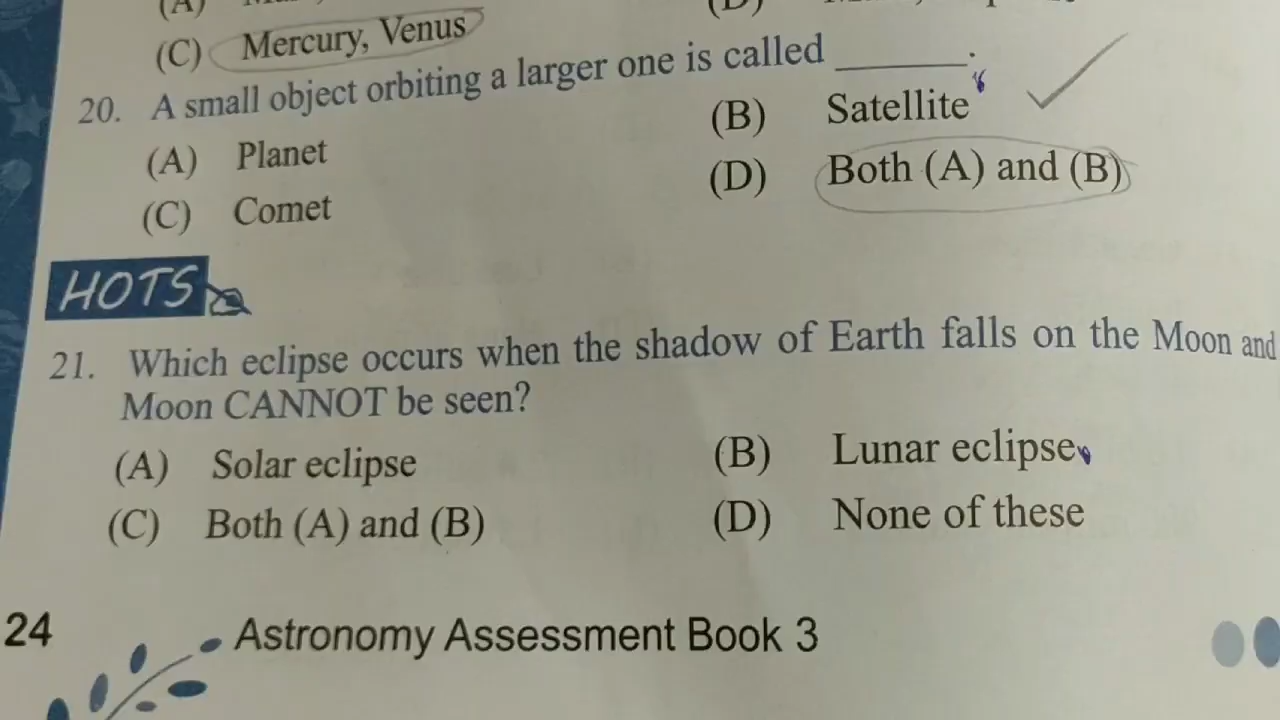 (A)
(C) Mercury, Venus
20. A small object orbiting a larger one is called ______.
(A) Planet (B) Satellite
(C) Comet (D) Both (A) and (B)
HOTS
21. Which eclipse occurs when the shadow of Earth falls on the Moon and
Moon CANNOT be seen?
(A) Solar eclipse (B) Lunar eclipse
(C) Both (A) and (B) (D) None of these
24 Astronomy Assessment Book 3